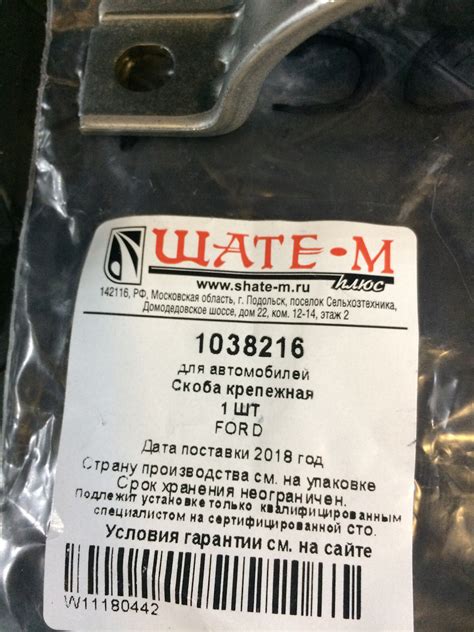 ШАТЕ-М
плюс
www.shate-m.ru
142116, РФ, Московская область, г. Подольск, поселок Сельхозтехника,
Домодедовское шоссе, дом 22, ком. 12-14, этаж 2
1038216
для автомобилей
Скоба крепежная
1 ШТ
FORD
Дата поставки 2018 год
Страну производства см. на упаковке
Срок хранения неограничен.
Подлежит установке только квалифицированным
специалистом на сертифицированной СТО.
Условия гарантии см. на сайте
W11180442